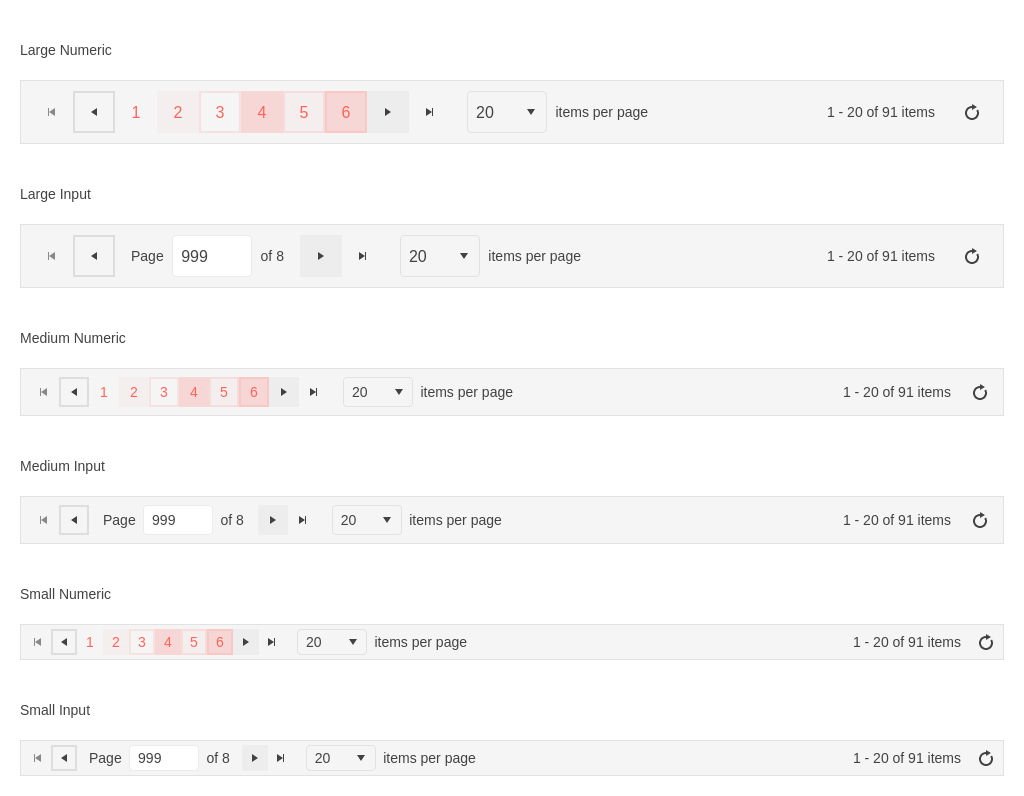 Large Numeric
1 2 3 4 5 6 20 items per page 1 - 20 of 91 items
Large Input
Page 999 of 8 20 items per page 1 - 20 of 91 items
Medium Numeric
1 2 3 4 5 6 20 items per page 1 - 20 of 91 items
Medium Input
Page 999 of 8 20 items per page 1 - 20 of 91 items
Small Numeric
1 2 3 4 5 6 20 items per page 1 - 20 of 91 items
Small Input
Page 999 of 8 20 items per page 1 - 20 of 91 items